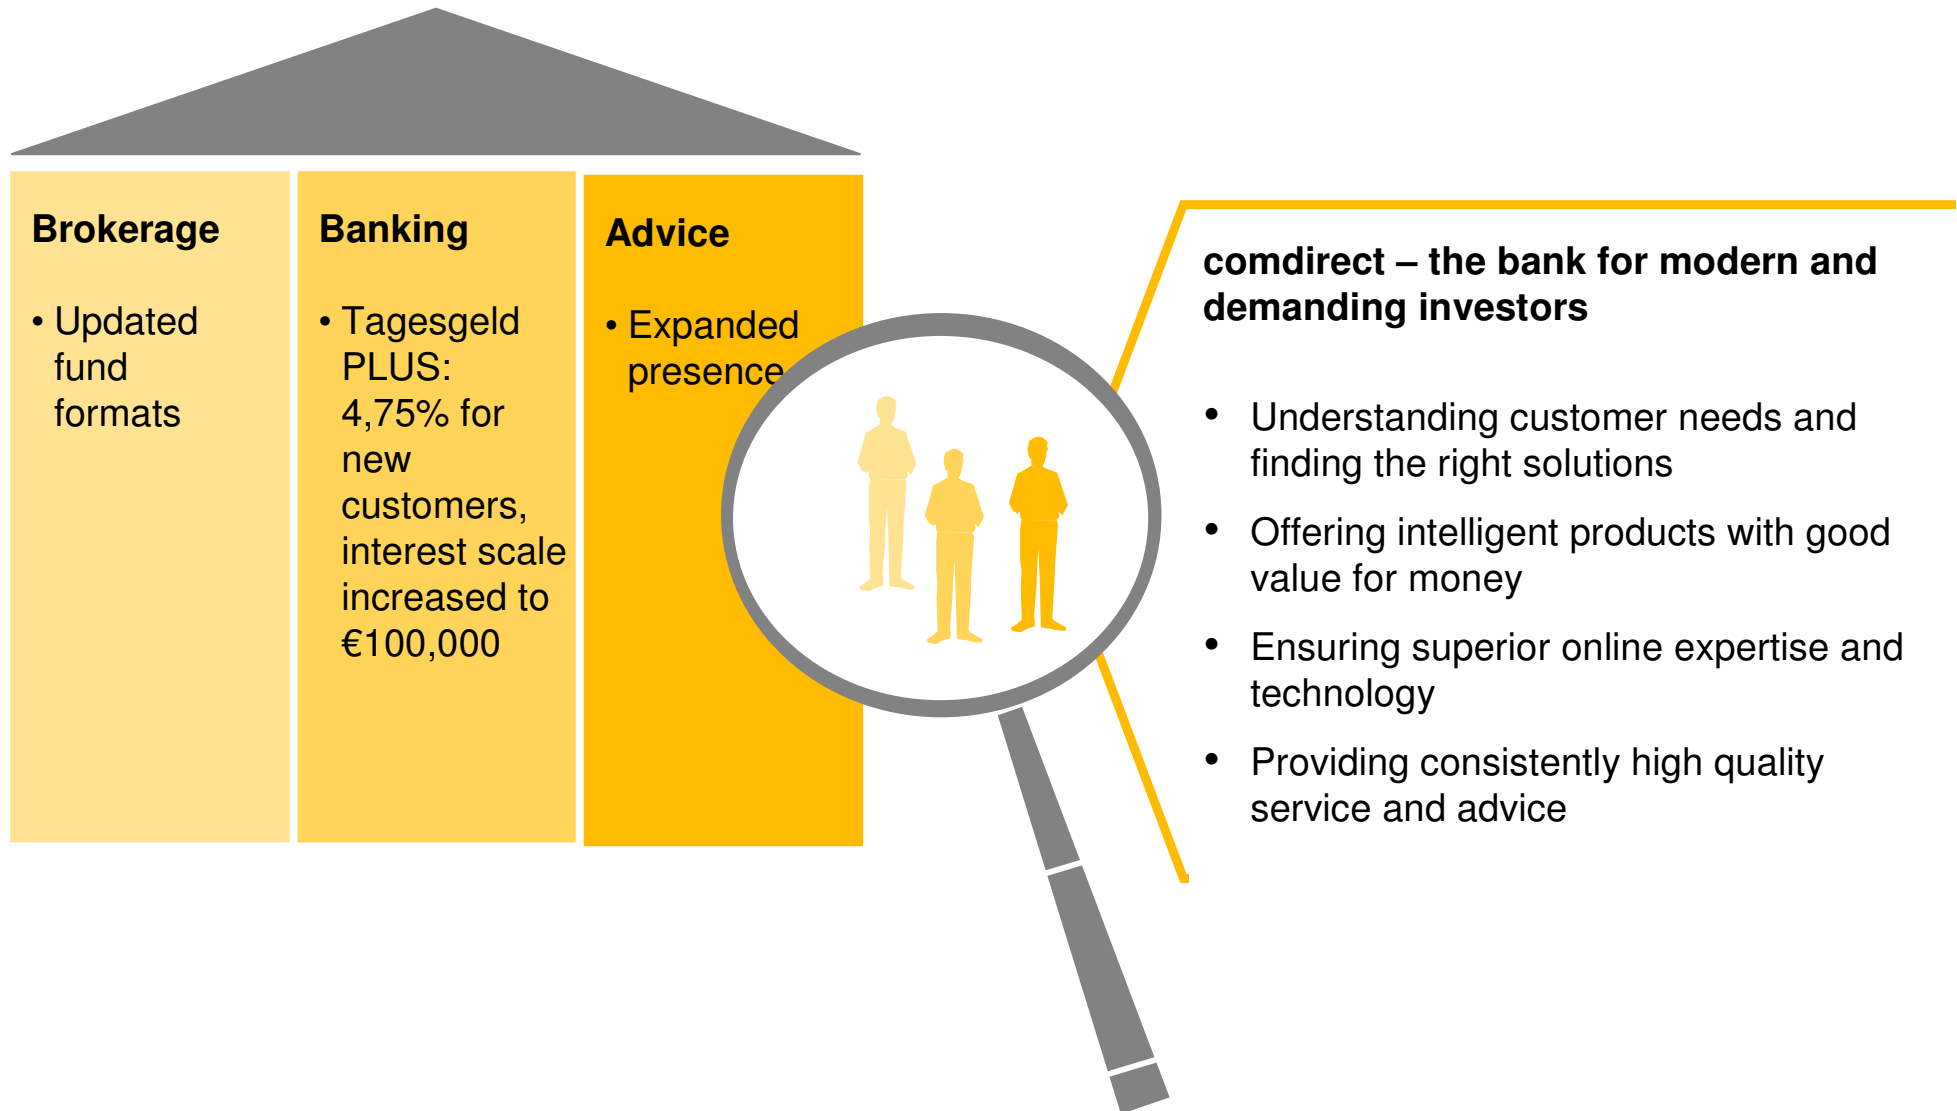 Brokerage
• Updated
fund
formats
Banking
• Tagesgeld
PLUS:
4,75% for
new
customers,
interest scale
increased to
€100,000
Advice
• Expanded
presence
comdirect – the bank for modern and
demanding investors
• Understanding customer needs and
finding the right solutions
• Offering intelligent products with good
value for money
• Ensuring superior online expertise and
technology
• Providing consistently high quality
service and advice